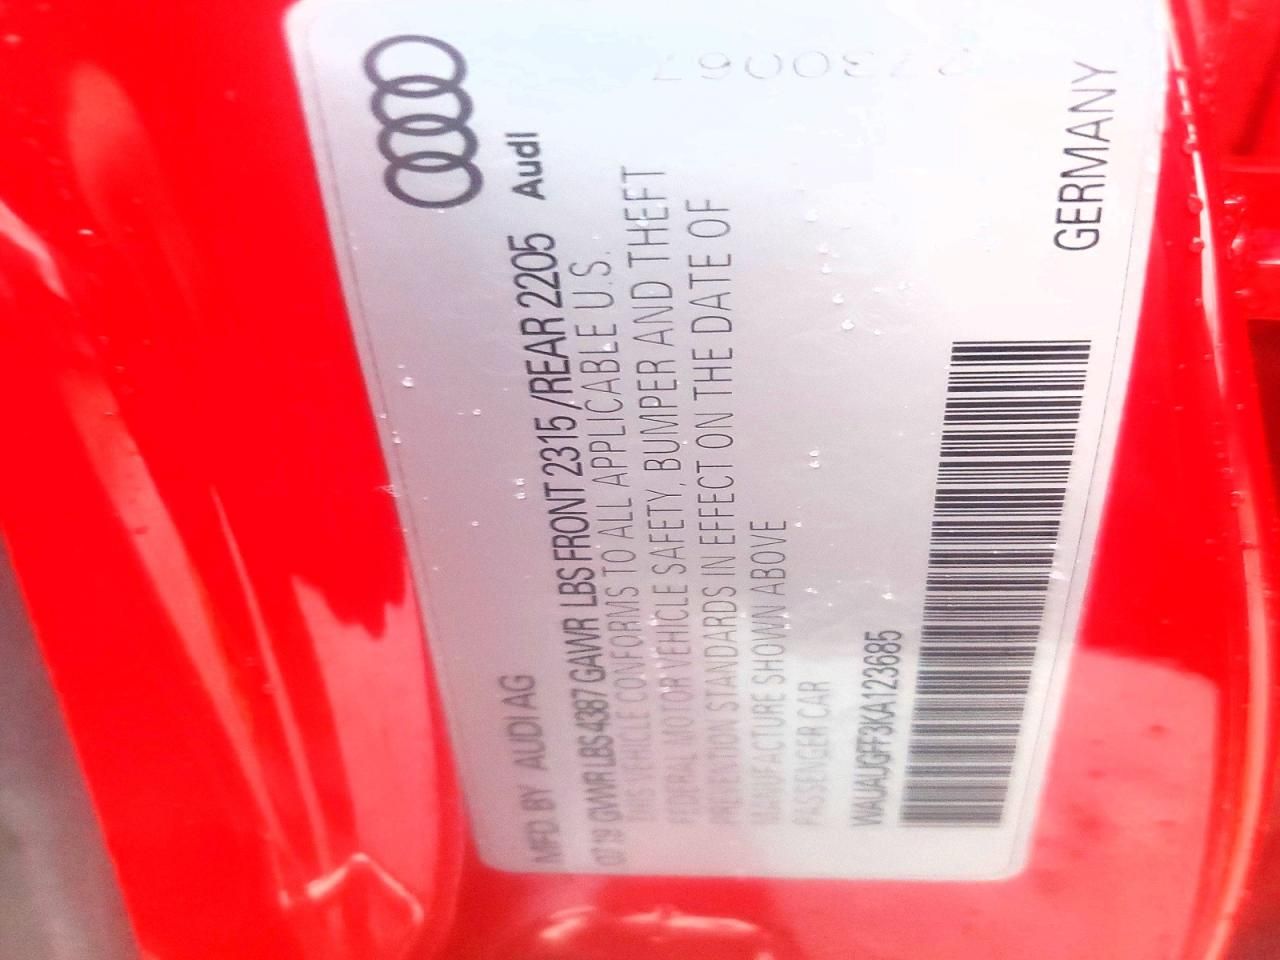 Audi
MFD BY AUDI AG
07 19 GVWR LBS 4387 GAWR LBS FRONT 2315/REAR 2205
THIS VEHICLE CONFORMS TO ALL APPLICABLE U.S.
FEDERAL MOTOR VEHICLE SAFETY, BUMPER AND THEFT
PREVENTION STANDARDS IN EFFECT ON THE DATE OF
MANUFACTURE SHOWN ABOVE
PASSENGER CAR
WAUAUGFF3KA123685
GERMANY